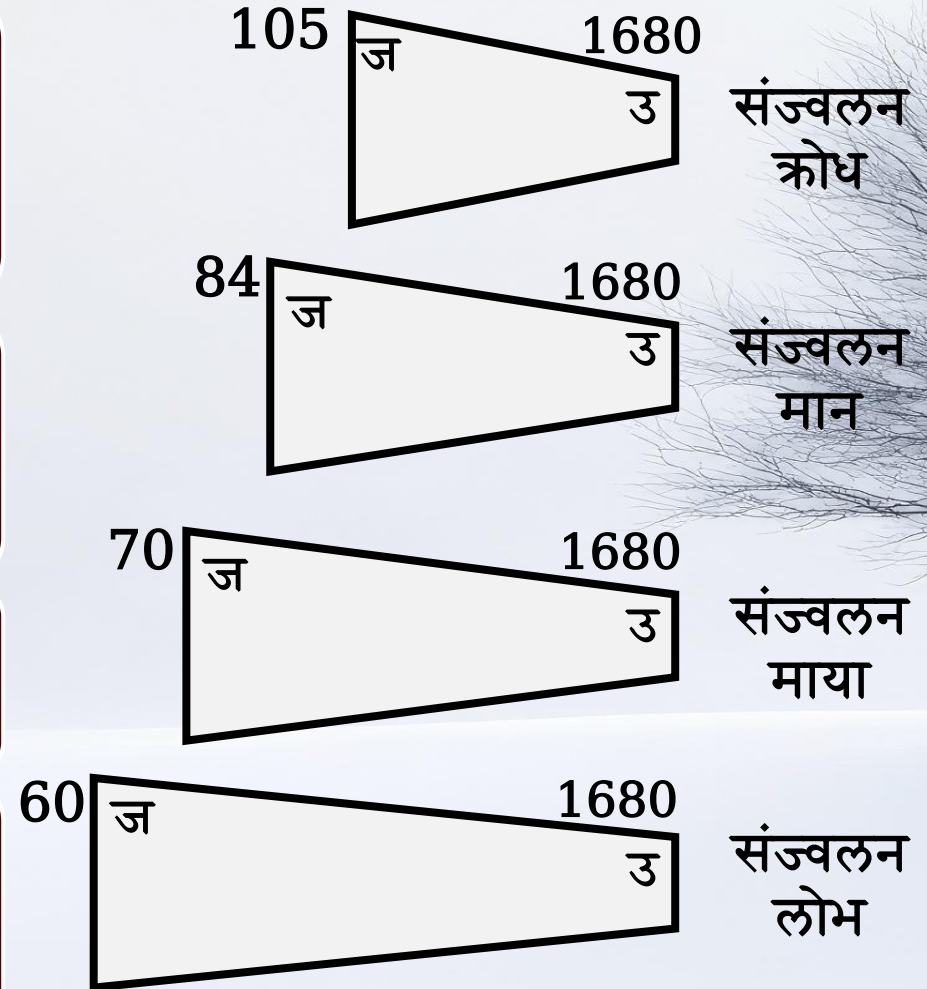 105
ज
1680
उ
संज्वलन
क्रोध
84
ज
1680
उ
संज्वलन
मान
70
ज
1680
उ
संज्वलन
माया
60
ज
1680
उ
संज्वलन
लोभ